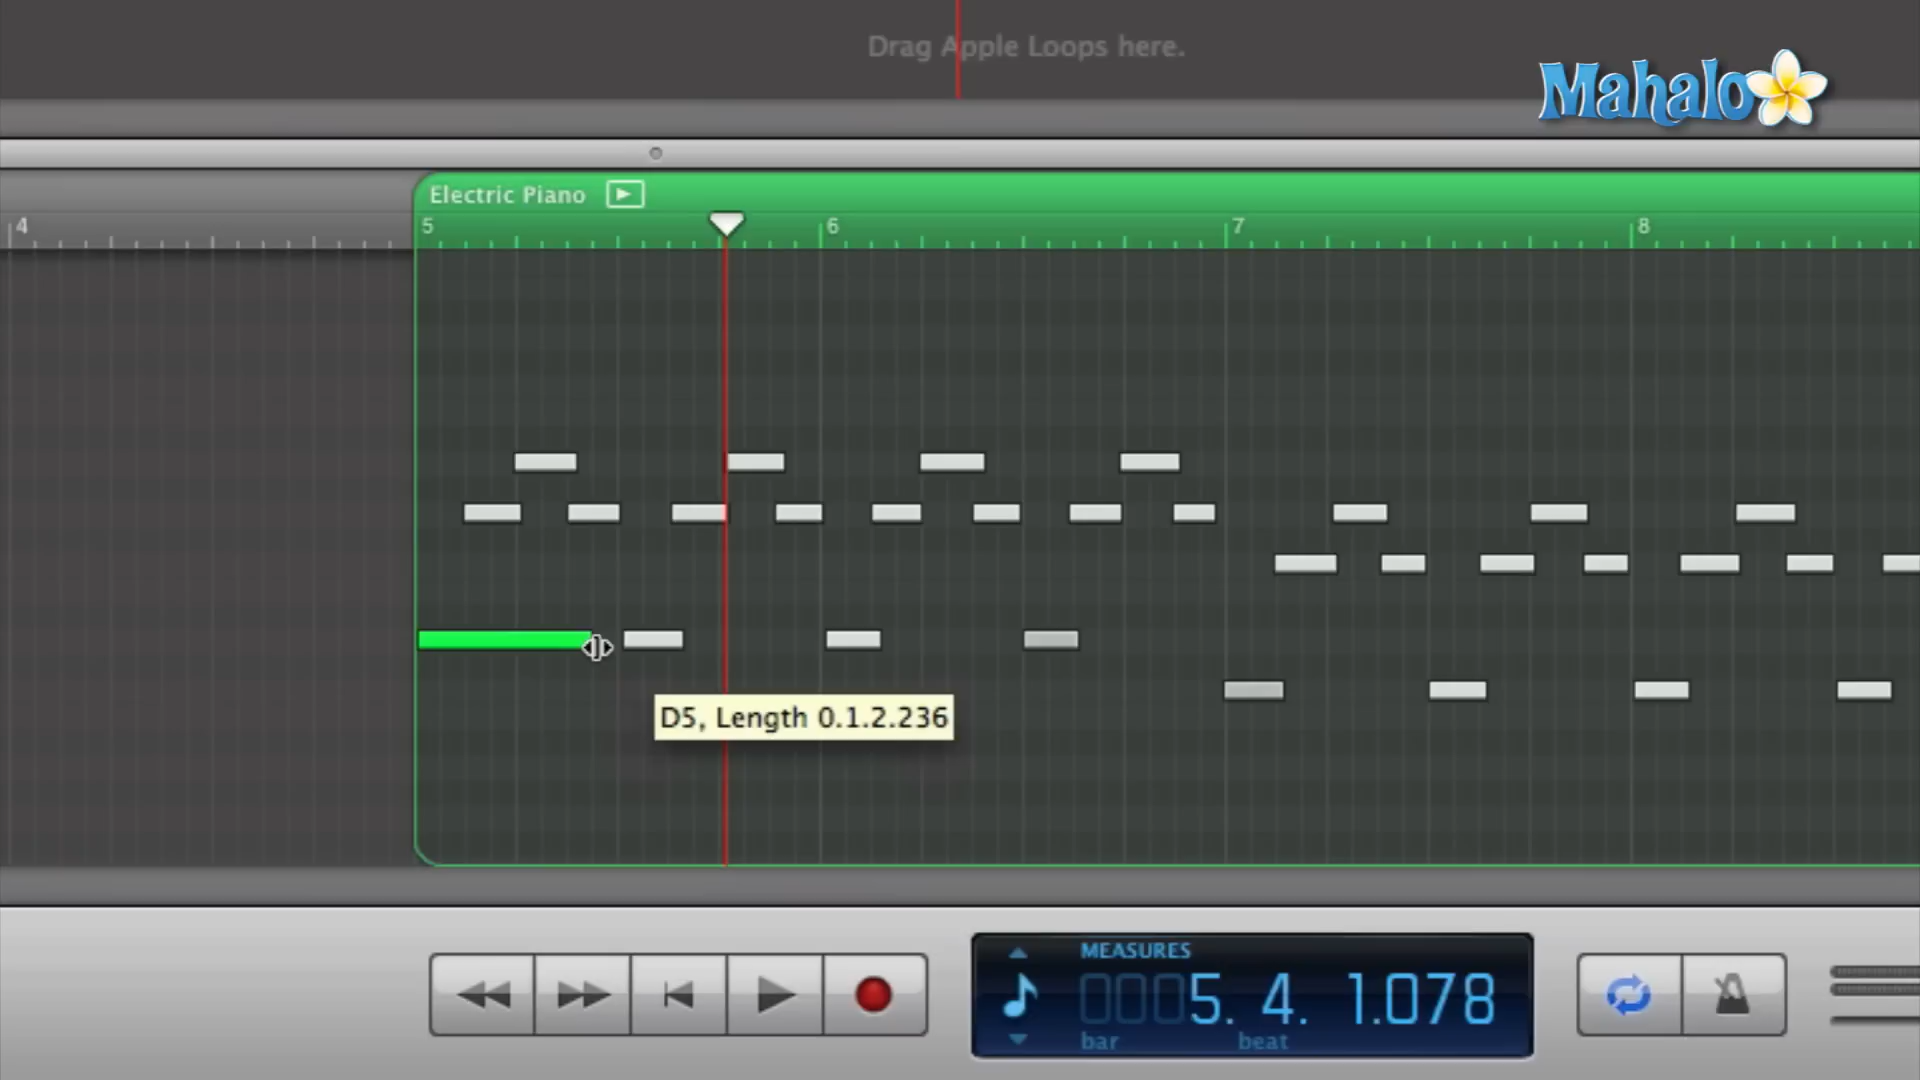 Drag Apple Loops here.
Mahalo
Electric Piano
4 5 6 7 8
D5, Length 0.1.2.236
MEASURES
0005. 4. 1.078
bar beat